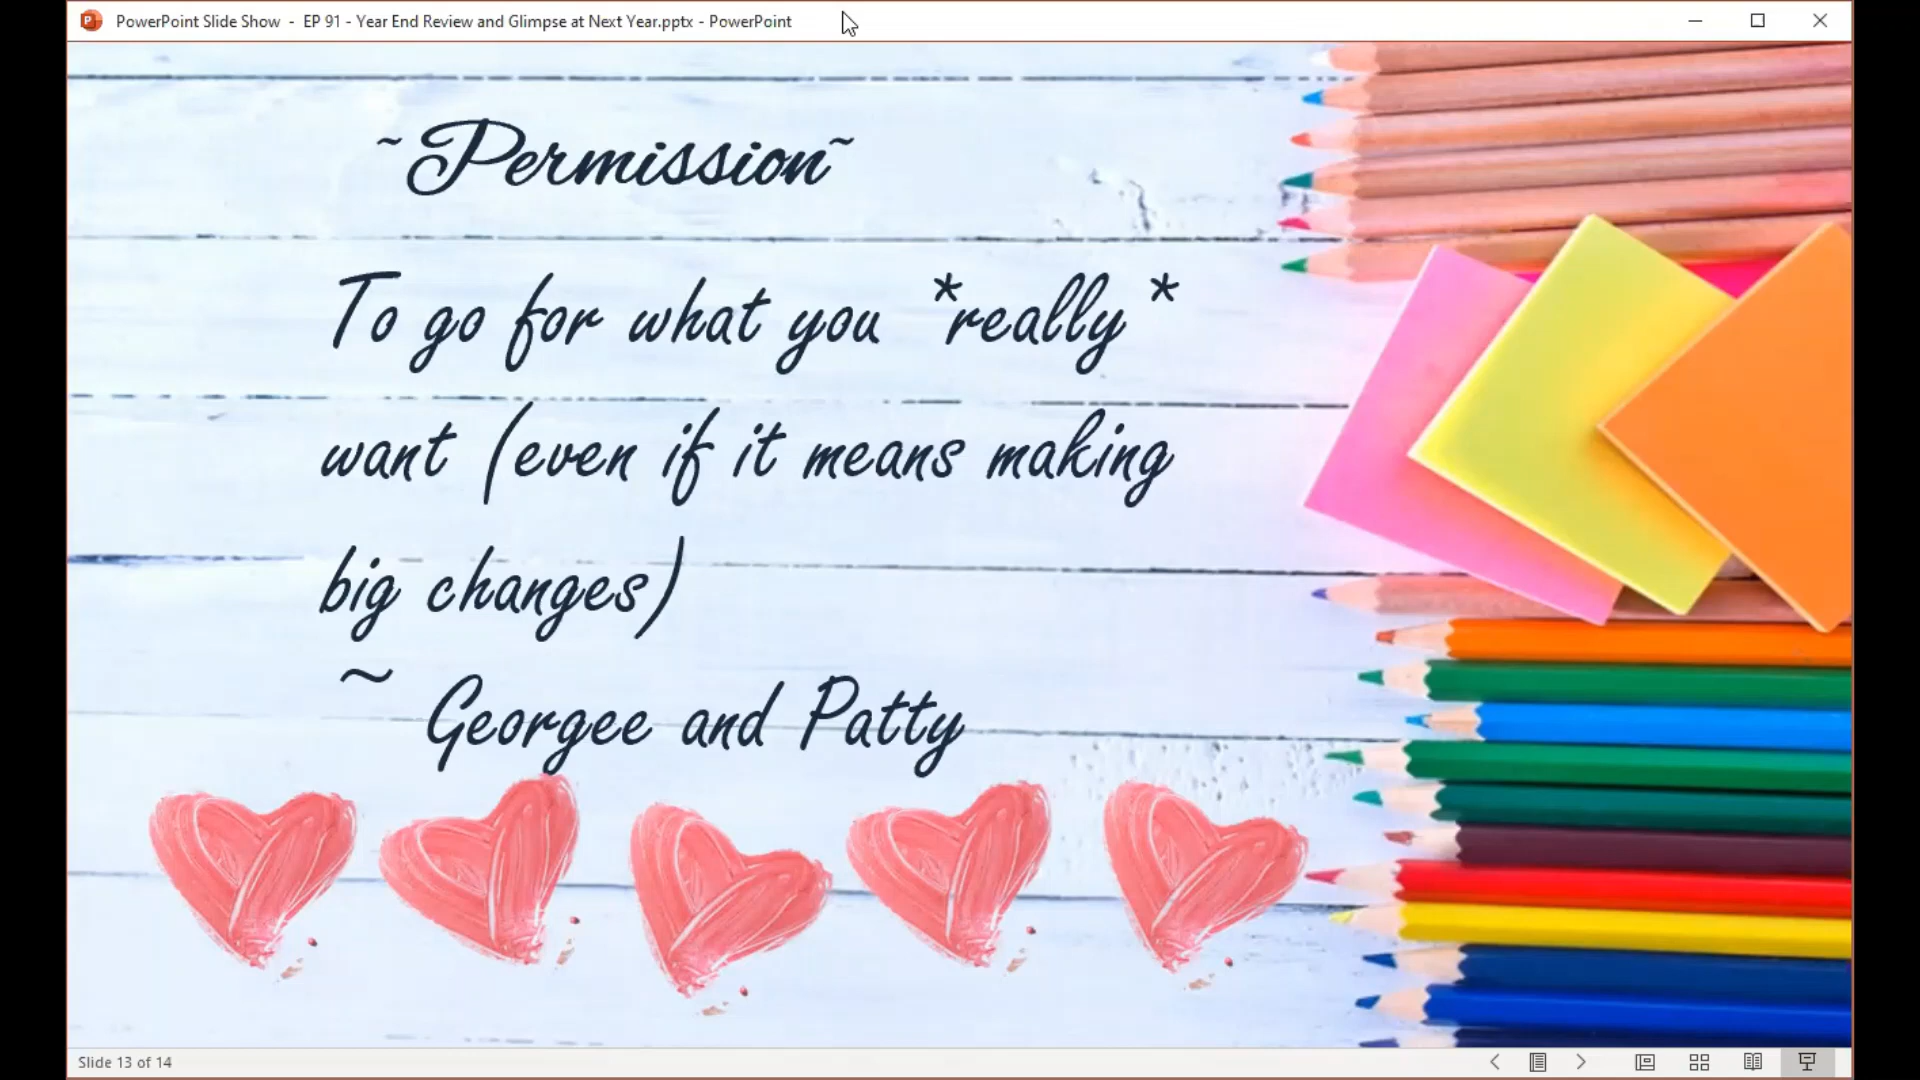 PowerPoint Slide Show - EP 91 - Year End Review and Glimpse at Next Year.pptx - PowerPoint
~Permission~
To go for what you *really*
want (even if it means making
big changes)
~ Georgee and Patty
Slide 13 of 14